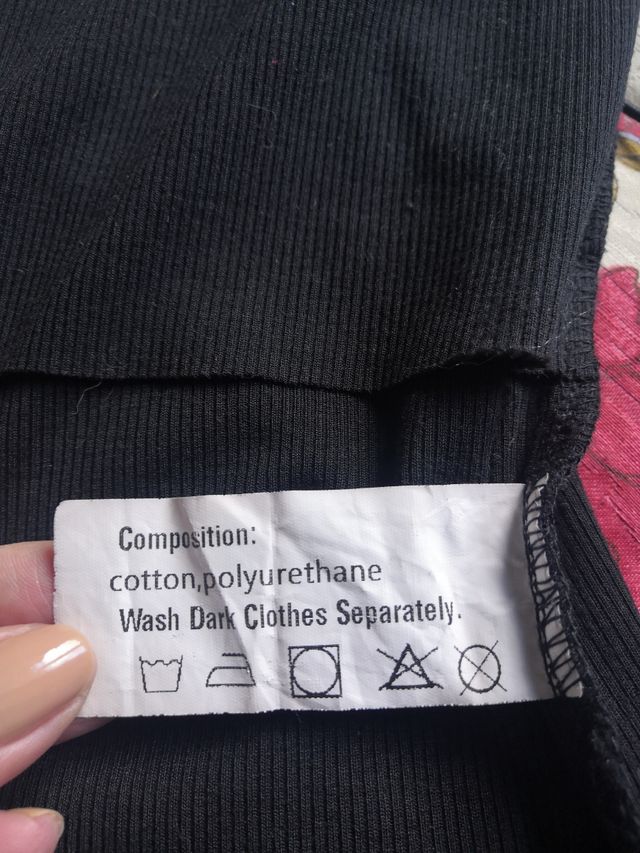 Composition:
cotton,polyurethane
Wash Dark Clothes Separately.